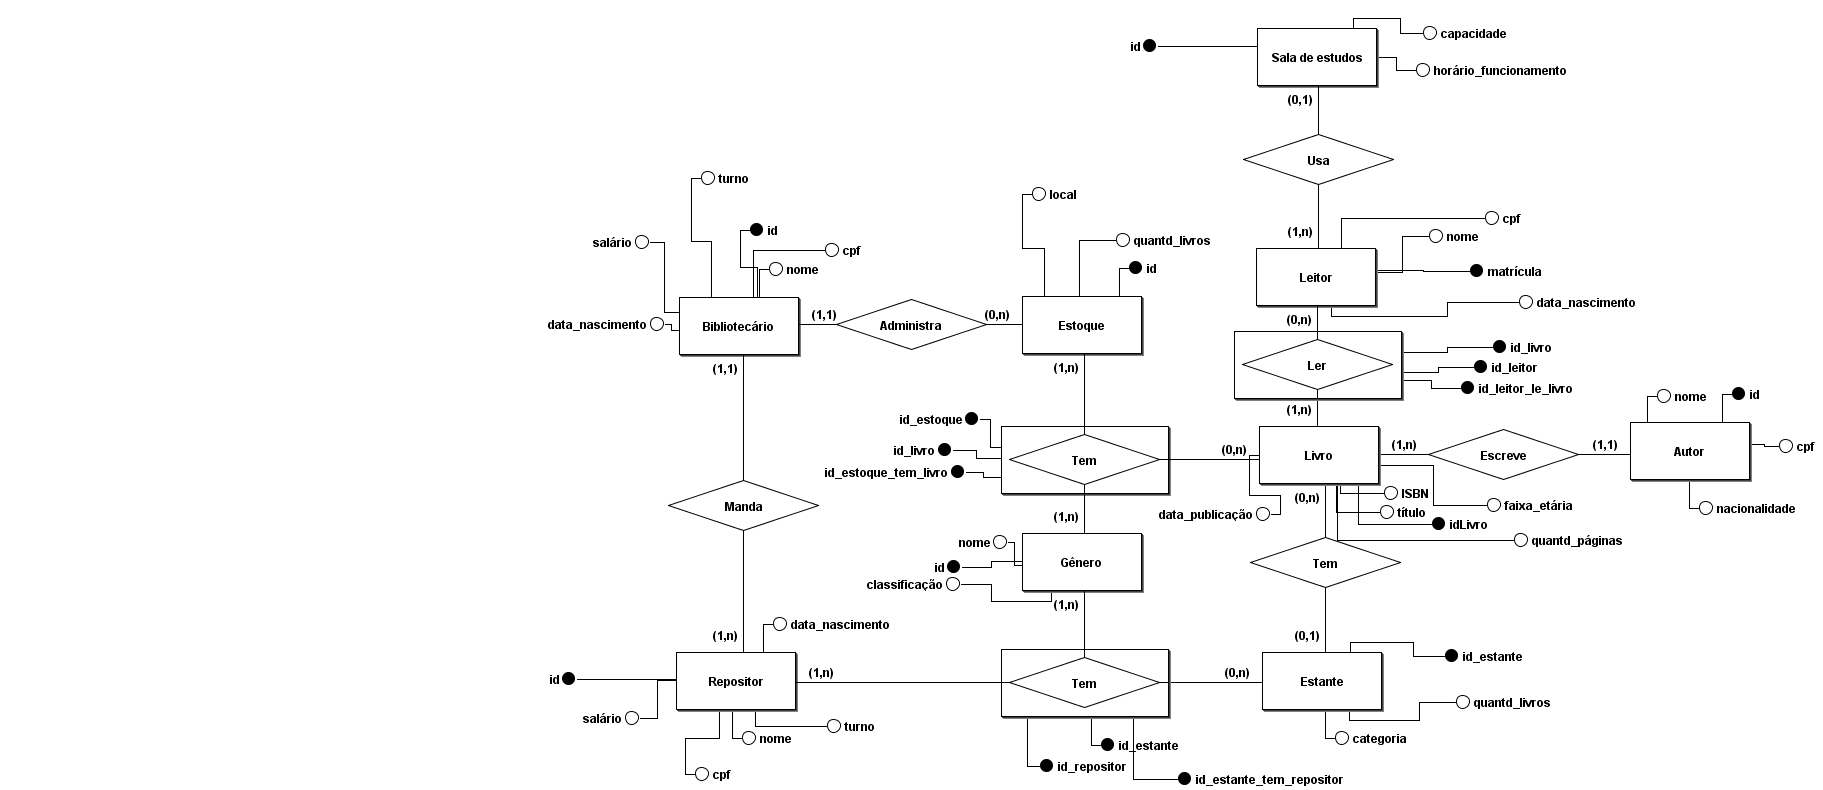 capacidade
id
Sala de estudos
horário_funcionamento
(0,1)
Usa
turno
local
cpf
(1,n)
id
nome
salário
quantd_livros
cpf
nome
id
Leitor
matrícula
data_nascimento
data_nascimento
Bibliotecário
(1,1)
Administra
(0,n)
Estoque
(0,n)
id_livro
(1,1)
(1,n)
Ler
id_leitor
id_leitor_le_livro
nome
id
(1,n)
id_estoque
id_livro
Tem
(0,n)
Livro
(1,n)
Escreve
(1,1)
Autor
cpf
id_estoque_tem_livro
(0,n)
ISBN
Manda
(1,n)
data_publicação
título
faixa_etária
nacionalidade
idLivro
nome
quantd_páginas
id
Gênero
Tem
classificação
(1,n)
data_nascimento
(1,n)
(0,1)
id_estante
id
Repositor
(1,n)
Tem
(0,n)
Estante
salário
quantd_livros
turno
nome
id_estante
categoria
cpf
id_repositor
id_estante_tem_repositor